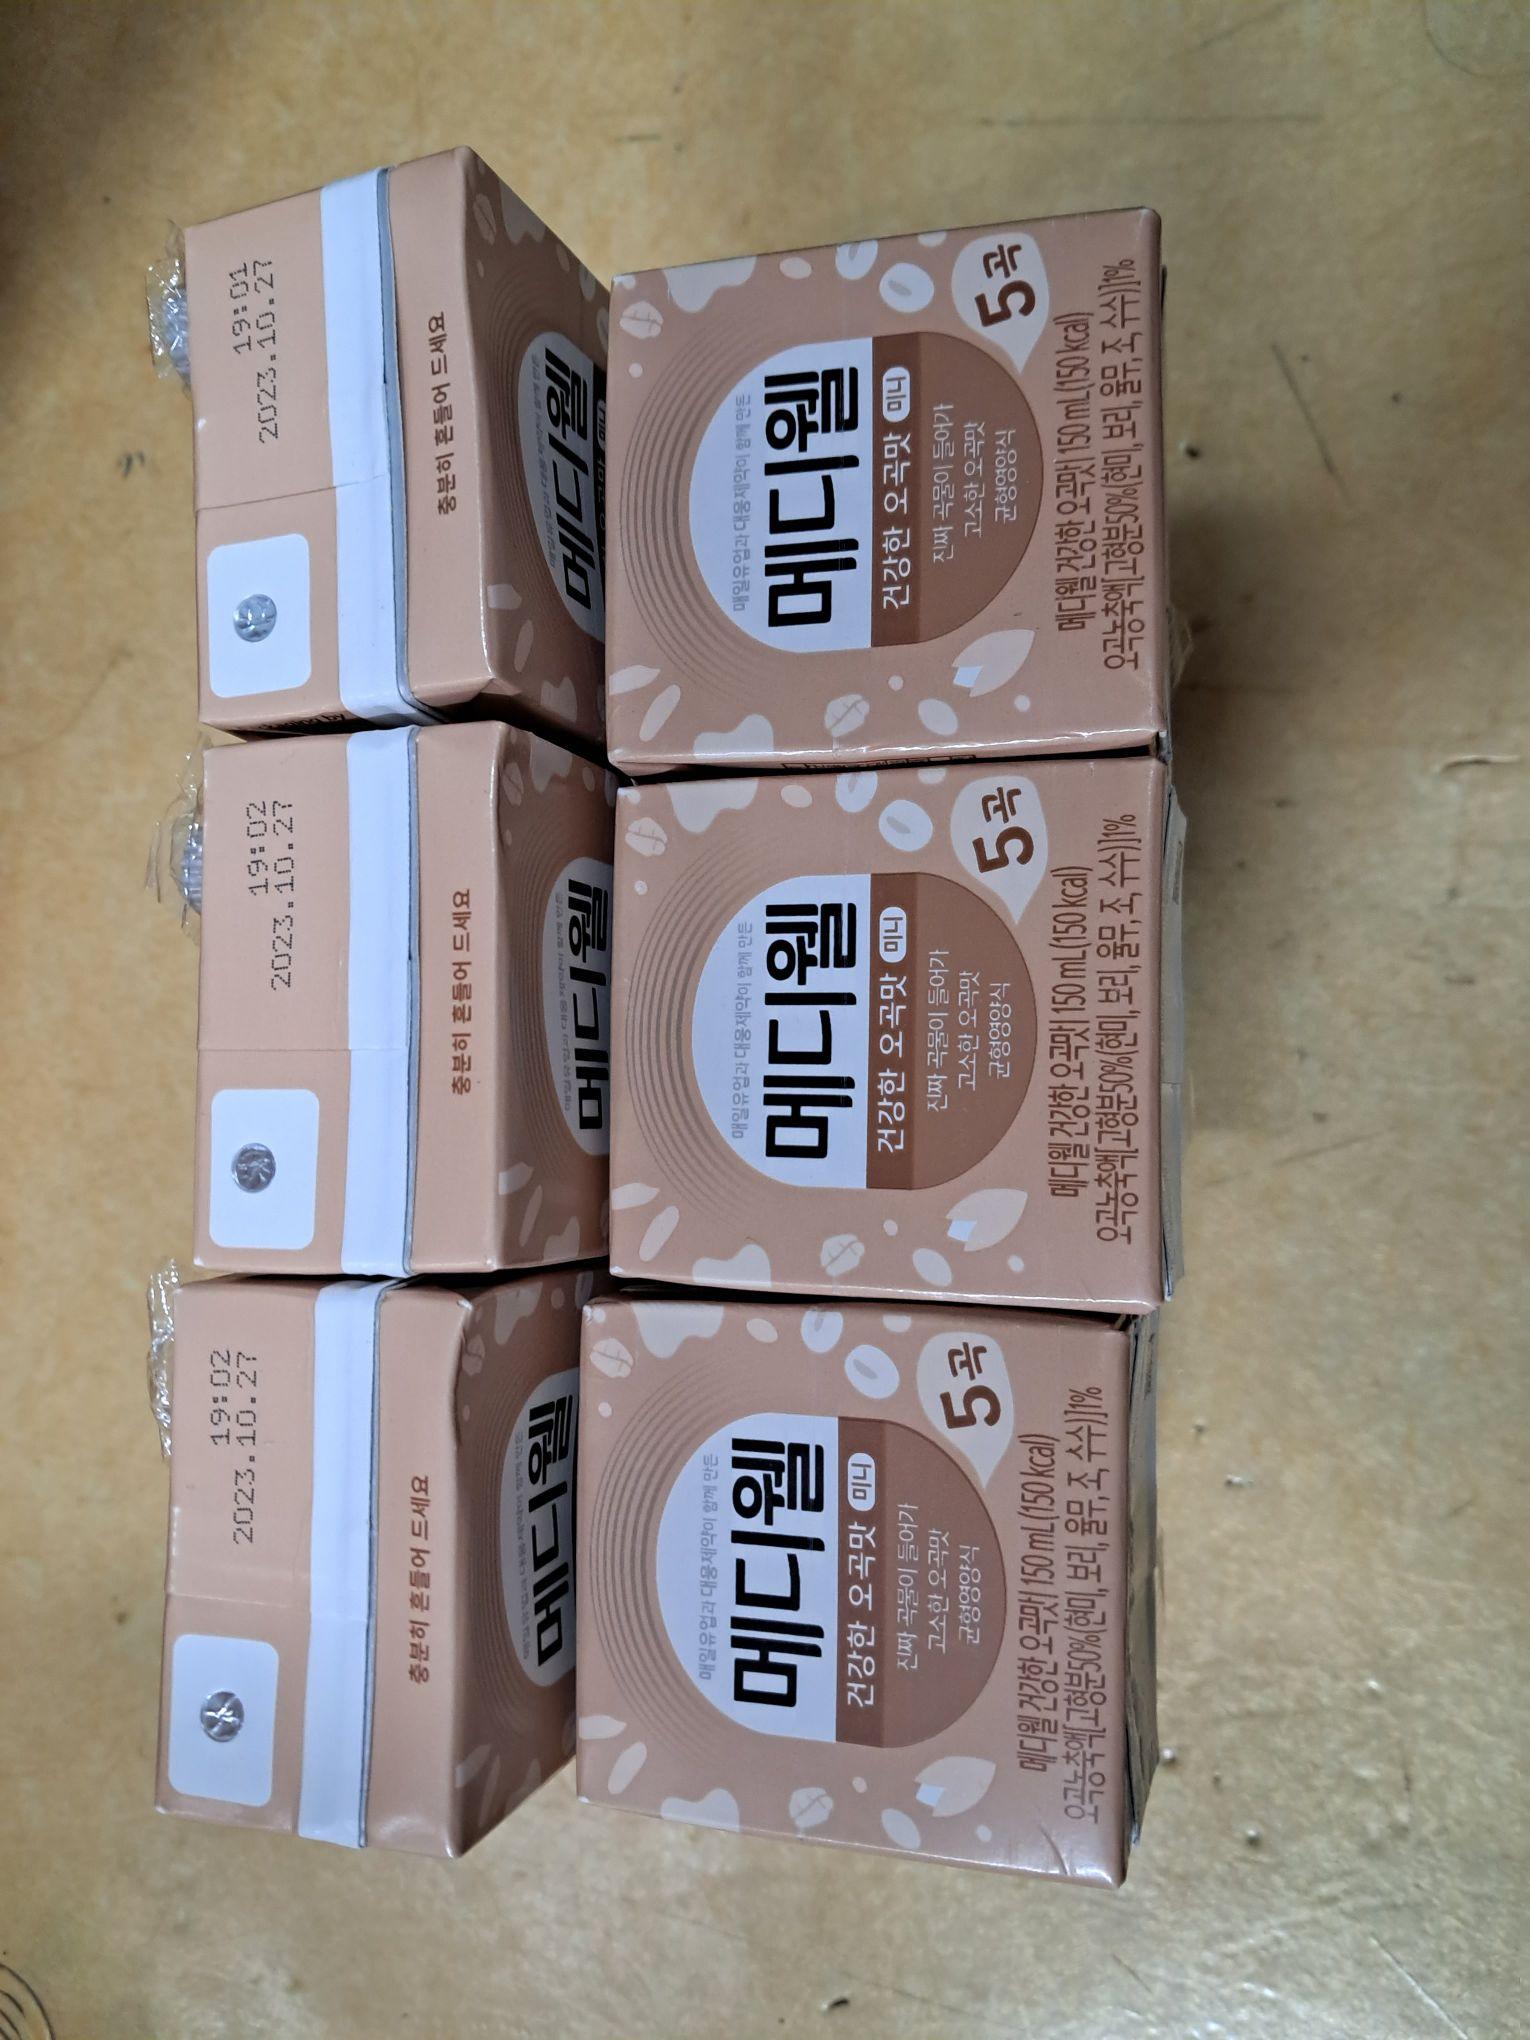 19:02
2023.10.27
충분히 흔들어 드세요
메디웰
19:02
2023.10.27
충분히 흔들어 드세요
메디웰
19:01
2023.10.27
충분히 흔들어 드세요
메디웰
미니
매일유업과 대웅제약이 함께 만든
메디웰
건강한 오곡맛 미니
진짜 곡물이 들어가
고소한 오곡맛
균형영양식
5곡
메디웰 건강한 오곡맛 150 mL(150 kcal)
오곡농축액[고형분50%(현미, 보리, 율무, 조, 수수)]1%
매일유업과 대웅제약이 함께 만든
메디웰
건강한 오곡맛 미니
진짜 곡물이 들어가
고소한 오곡맛
균형영양식
5곡
메디웰 건강한 오곡맛 150 mL(150 kcal)
오곡농축액[고형분50%(현미, 보리, 율무, 조, 수수)]1%
매일유업과 대웅제약이 함께 만든
메디웰
건강한 오곡맛 미니
진짜 곡물이 들어가
고소한 오곡맛
균형영양식
5곡
메디웰 건강한 오곡맛 150 mL(150 kcal)
오곡농축액[고형분50%(현미, 보리, 율무, 조, 수수)]1%